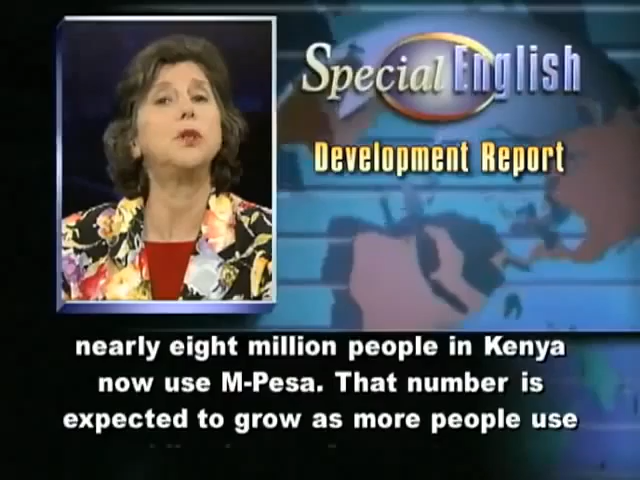 Special English
Development Report
nearly eight million people in Kenya
now use M-Pesa. That number is
expected to grow as more people use